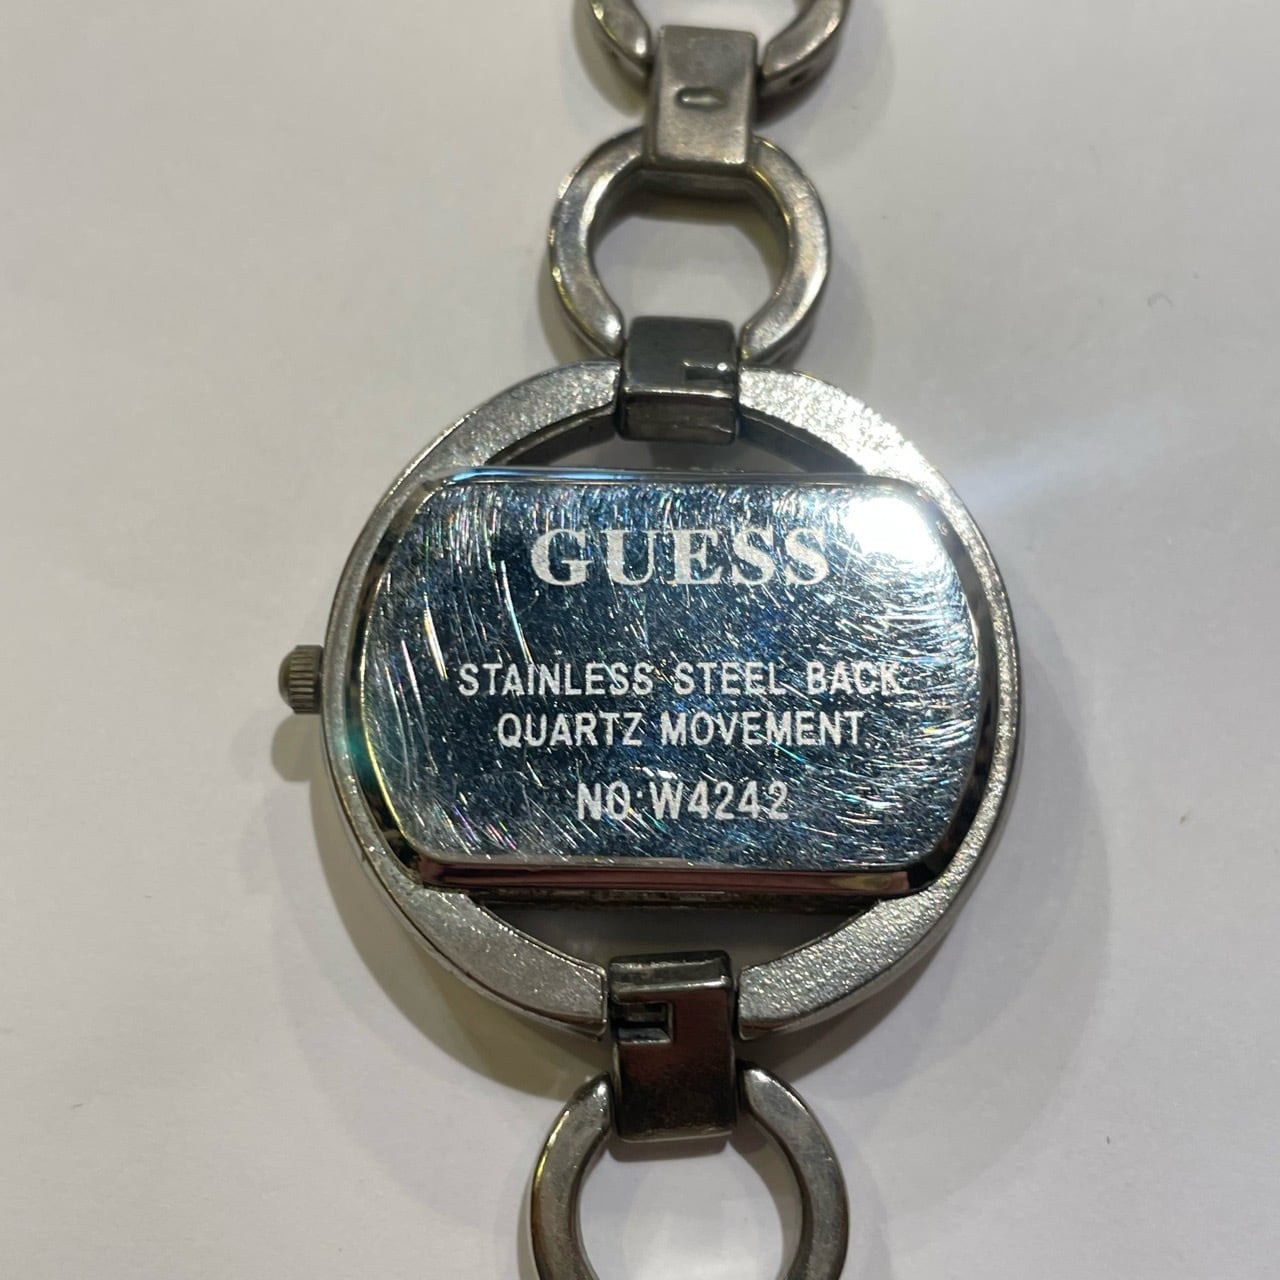 GUESS
STAINLESS STEEL BACK
QUARTZ MOVEMENT
NO:W4242